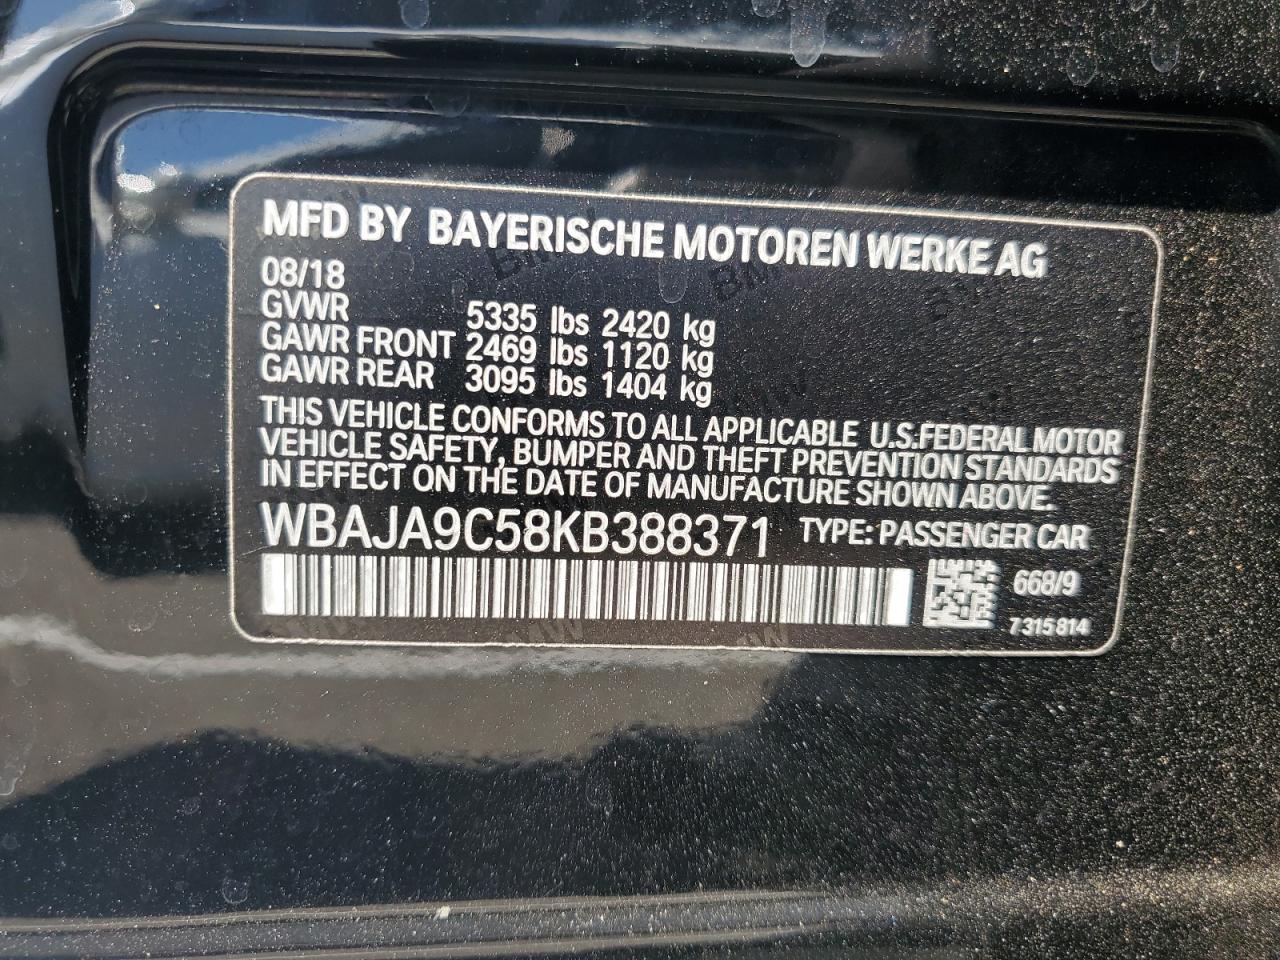 MFD BY BAYERISCHE MOTOREN WERKE AG
08/18
GVWR 5335 lbs 2420 kg
GAWR FRONT 2469 lbs 1120 kg
GAWR REAR 3095 lbs 1404 kg
THIS VEHICLE CONFORMS TO ALL APPLICABLE U.S.FEDERAL MOTOR
VEHICLE SAFETY, BUMPER AND THEFT PREVENTION STANDARDS
IN EFFECT ON THE DATE OF MANUFACTURE SHOWN ABOVE.
WBAJA9C58KB388371 TYPE: PASSENGER CAR
668/9
7315814